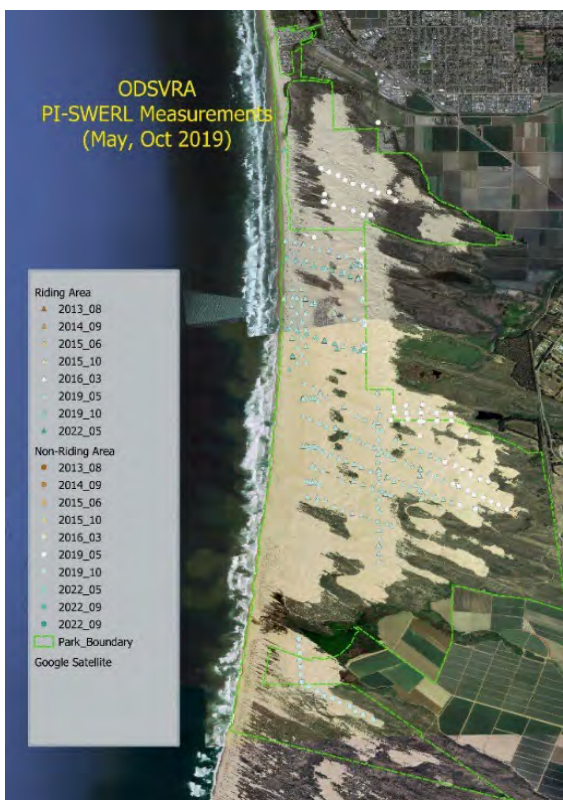 ODSVRA
PI-SWERL Measurements
(May, Oct 2019)
Riding Area
2013_08
2014_09
2015_06
2015_10
2016_03
2019_05
2019_10
2022_05
Non-Riding Area
2013_08
2014_09
2015_06
2015_10
2016_03
2019_05
2019_10
2022_05
2022_09
2022_09
Park_Boundary
Google Satellite